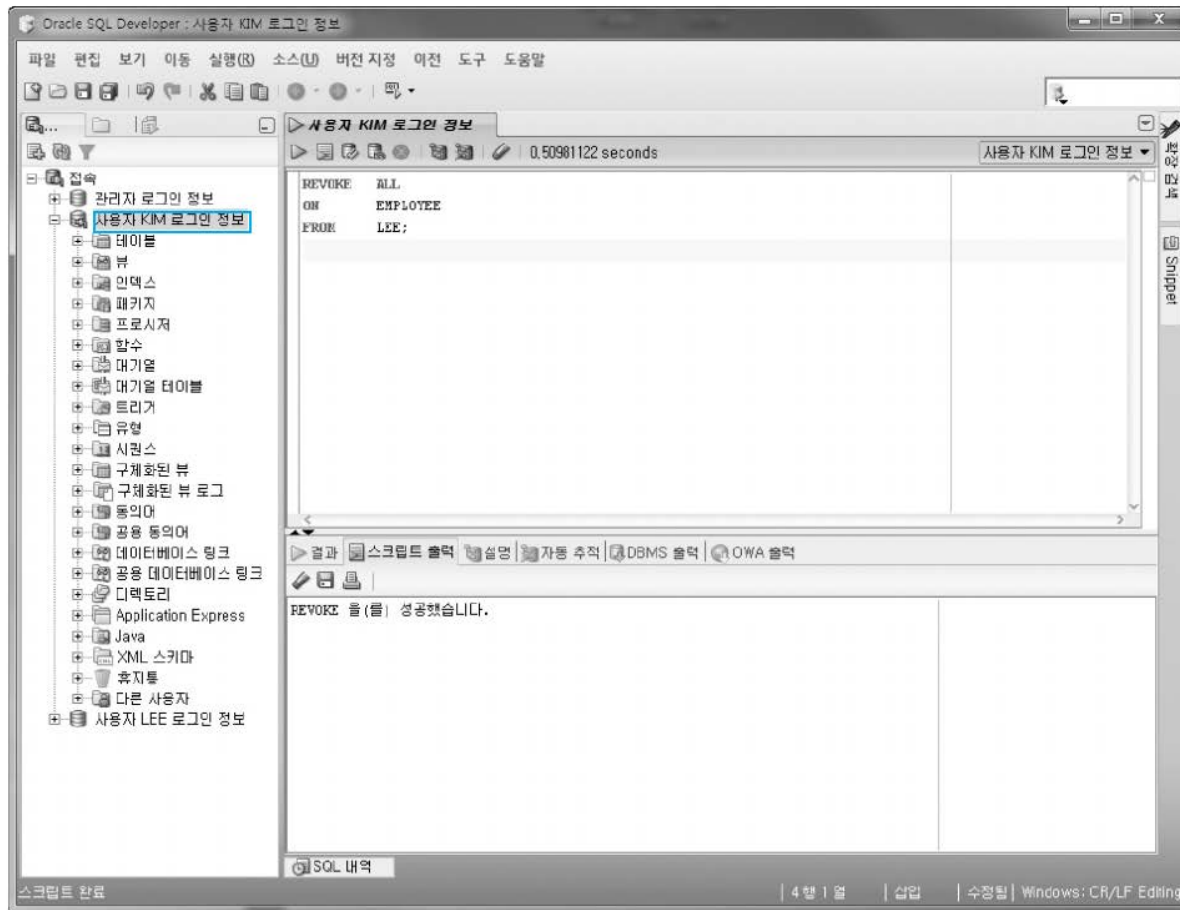 Oracle SQL Developer : 사용자 KIM 로그인 정보
파일 편집 보기 이동 실행(R) 소스(U) 버전 지정 이전 도구 도움말
사용자 KIM 로그인 정보
0,50981122 seconds
사용자 KIM 로그인 정보
접속
관리자 로그인 정보
사용자 KIM 로그인 정보
테이블
뷰
인덱스
패키지
프로시저
함수
대기열
대기열 테이블
트리거
유형
시퀀스
구체화된 뷰
구체화된 뷰 로그
동의어
공용 동의어
데이터베이스 링크
공용 데이터베이스 링크
디렉토리
Application Express
Java
XML 스키마
휴지통
다른 사용자
사용자 LEE 로그인 정보
REVOKE ALL
ON EMPLOYEE
FROM LEE;
확장 검색
Snippet
결과 스크립트 출력 설명 자동 추적 DBMS 출력 OWA 출력
REVOKE 을(를) 성공했습니다.
SQL 내역
스크립트 완료
4 행 1 열 삽입 수정됨 Windows: CR/LF Editing